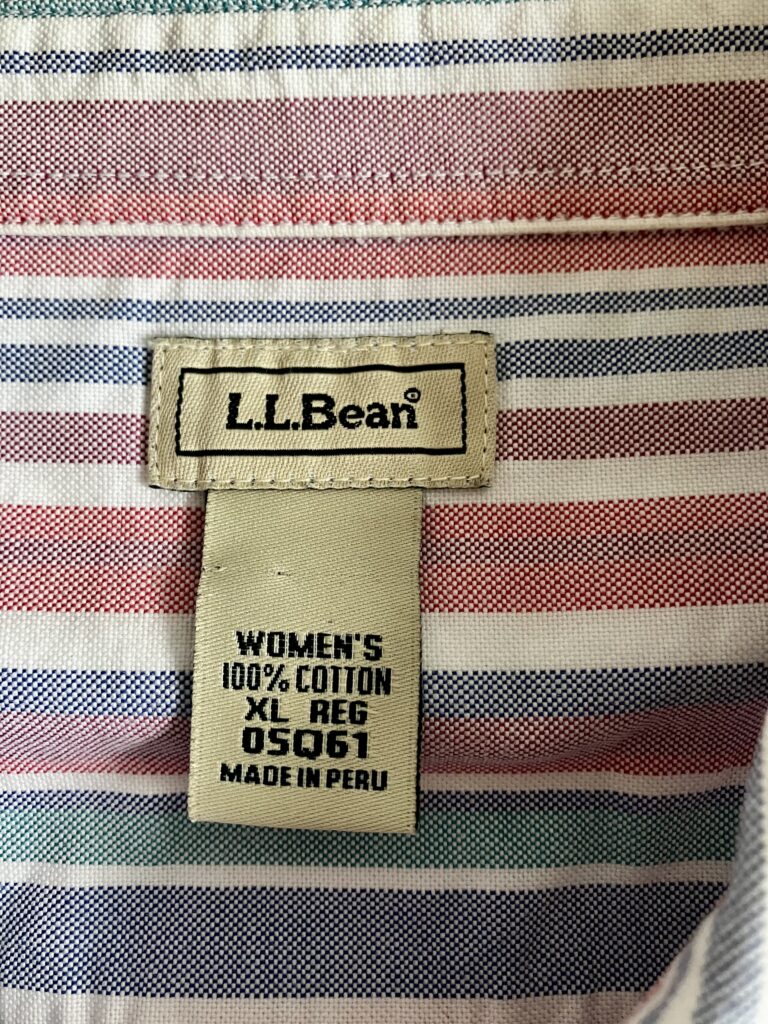 L.L.Bean®
WOMEN'S
100% COTTON
XL REG
0SQ61
MADE IN PERU